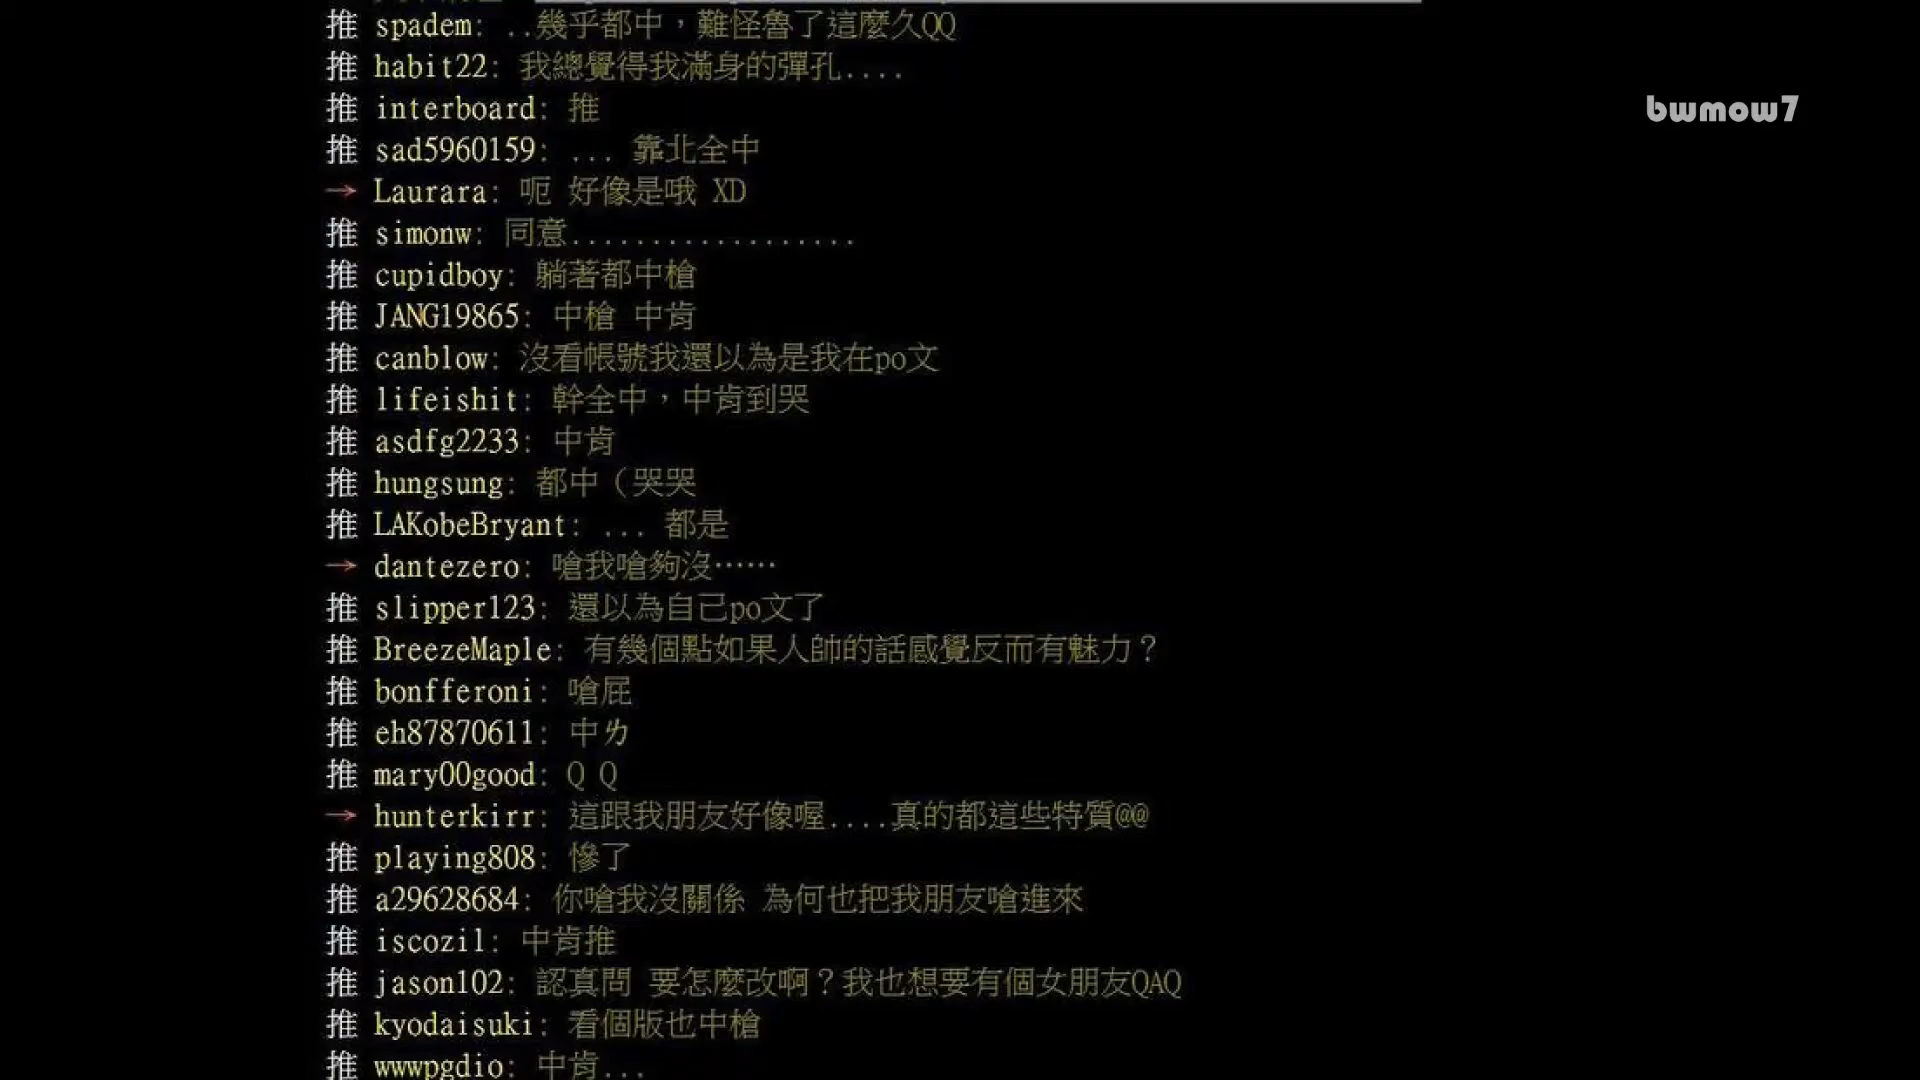 推 spadem: ..幾乎都中，難怪魯了這麼久QQ
推 habit22: 我總覺得我滿身的彈孔....
bwmow7
推 interboard: 推
推 sad5960159: ... 靠北全中
→ Laurara: 呃 好像是哦 XD
推 simonw: 同意..................
推 cupidboy: 躺著都中槍
推 JANG19865: 中槍 中肯
推 canblow: 沒看帳號我還以為是我在po文
推 lifeishit: 幹全中，中肯到哭
推 asdfg2233: 中肯
推 hungsung: 都中（哭哭
推 LAKobeBryant: ... 都是
→ dantezero: 嗆我嗆夠沒……
推 slipper123: 還以為自己po文了
推 BreezeMaple: 有幾個點如果人帥的話感覺反而有魅力？
推 bonfferoni: 嗆屁
推 eh87870611: 中ㄌ
推 mary00good: Q Q
→ hunterkirr: 這跟我朋友好像喔....真的都這些特質@@
推 playing808: 慘了
推 a29628684: 你嗆我沒關係 為何也把我朋友嗆進來
推 iscozil: 中肯推
推 jason102: 認真問 要怎麼改啊？我也想要有個女朋友QAQ
推 kyodaisuki: 看個版也中槍
推 wwwpgdio: 中肯...